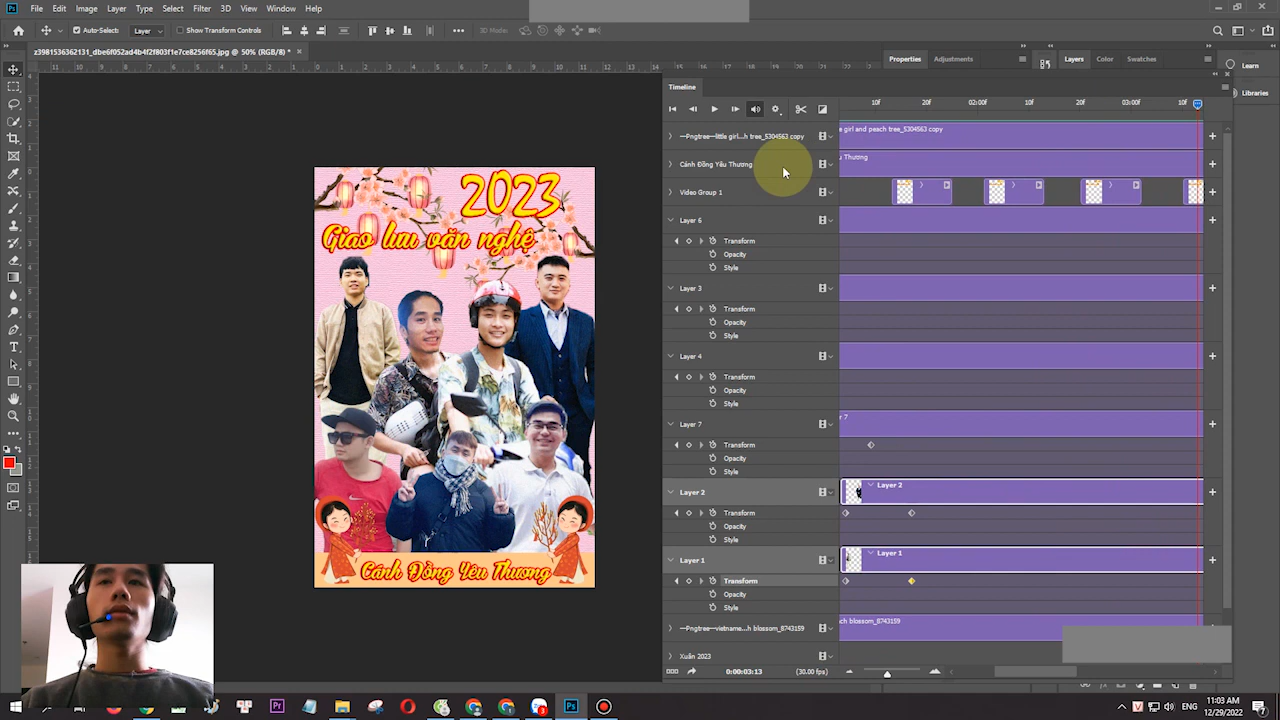 Ps File Edit Image Layer Type Select Filter 3D View Window Help
Auto-Select: Layer Show Transform Controls 3D Mode:
z3981536362131_dbe6f052ad4b4f2f803f1e7ce8256f65.jpg @ 50% (RGB/8) *
Properties Adjustments Layers Color Swatches Learn
Libraries
Timeline
10f 20f 02:00f 10f 20f 03:00f 10f
--Pngtree—little girl...h tree_5304563 copy
e girl and peach tree_5304563 copy
Cánh Đồng Yêu Thương
u Thương
Video Group 1
Layer 6
Transform
Opacity
Style
Layer 3
Transform
Opacity
Style
Layer 4
Transform
Opacity
Style
Layer 7
r 7
Transform
Opacity
Style
Layer 2
Layer 2
Transform
Opacity
Style
Layer 1
Layer 1
Transform
Opacity
Style
--Pngtree—vietname...h blossom_8743159
ach blossom_8743159
Xuân 2023
0:00:03:13 (30.00 fps)
2023
Giao lưu văn nghệ
Cánh Đồng Yêu Thương
11:03 AM
12/29/2022